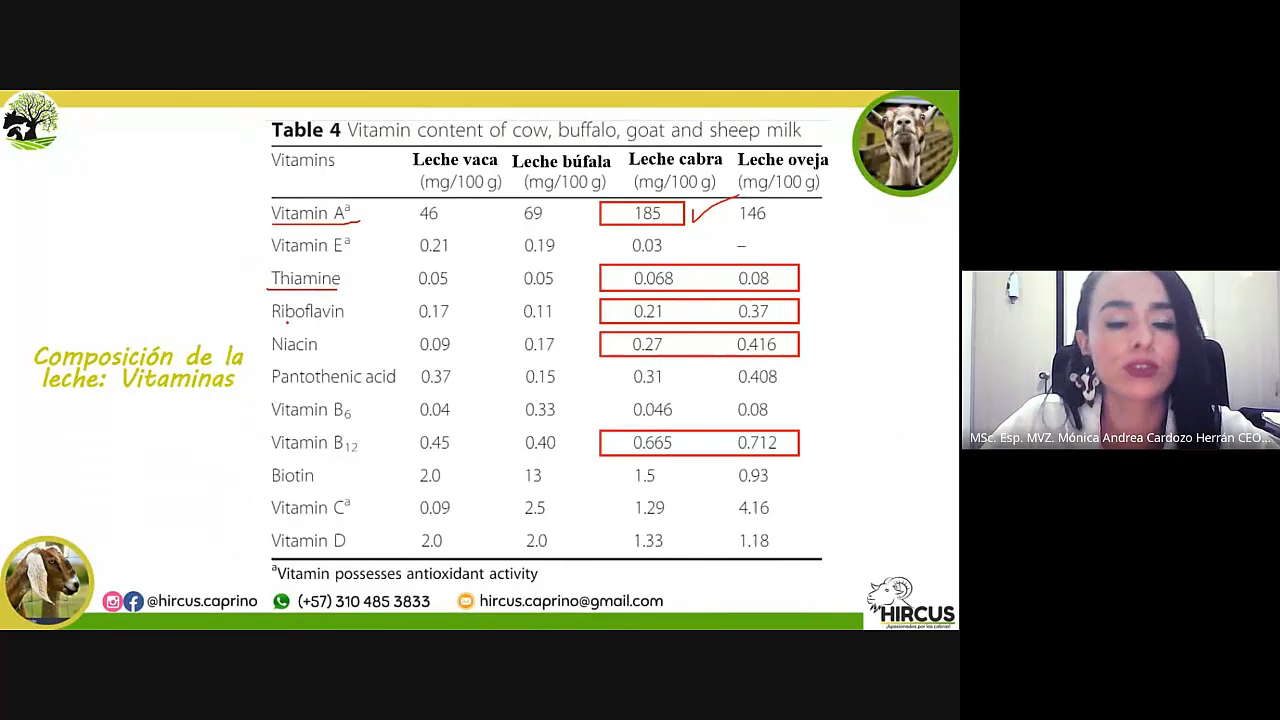 Table 4 Vitamin content of cow, buffalo, goat and sheep milk
Vitamins Leche vaca Leche búfala Leche cabra Leche oveja
(mg/100 g) (mg/100 g) (mg/100 g) (mg/100 g)
Vitamin Aa 46 69 185 146
Vitamin Ea 0.21 0.19 0.03 –
Thiamine 0.05 0.05 0.068 0.08
Riboflavin 0.17 0.11 0.21 0.37
Niacin 0.09 0.17 0.27 0.416
Pantothenic acid 0.37 0.15 0.31 0.408
Vitamin B6 0.04 0.33 0.046 0.08
Vitamin B12 0.45 0.40 0.665 0.712
Biotin 2.0 13 1.5 0.93
Vitamin Ca 0.09 2.5 1.29 4.16
Vitamin D 2.0 2.0 1.33 1.18
aVitamin possesses antioxidant activity
Composición de la
leche: Vitaminas
@hircus.caprino (+57) 310 485 3833 hircus.caprino@gmail.com
HIRCUS
¡Apasionados por las cabras!
MSc. Esp. MVZ. Mónica Andrea Cardozo Herrán CEO...